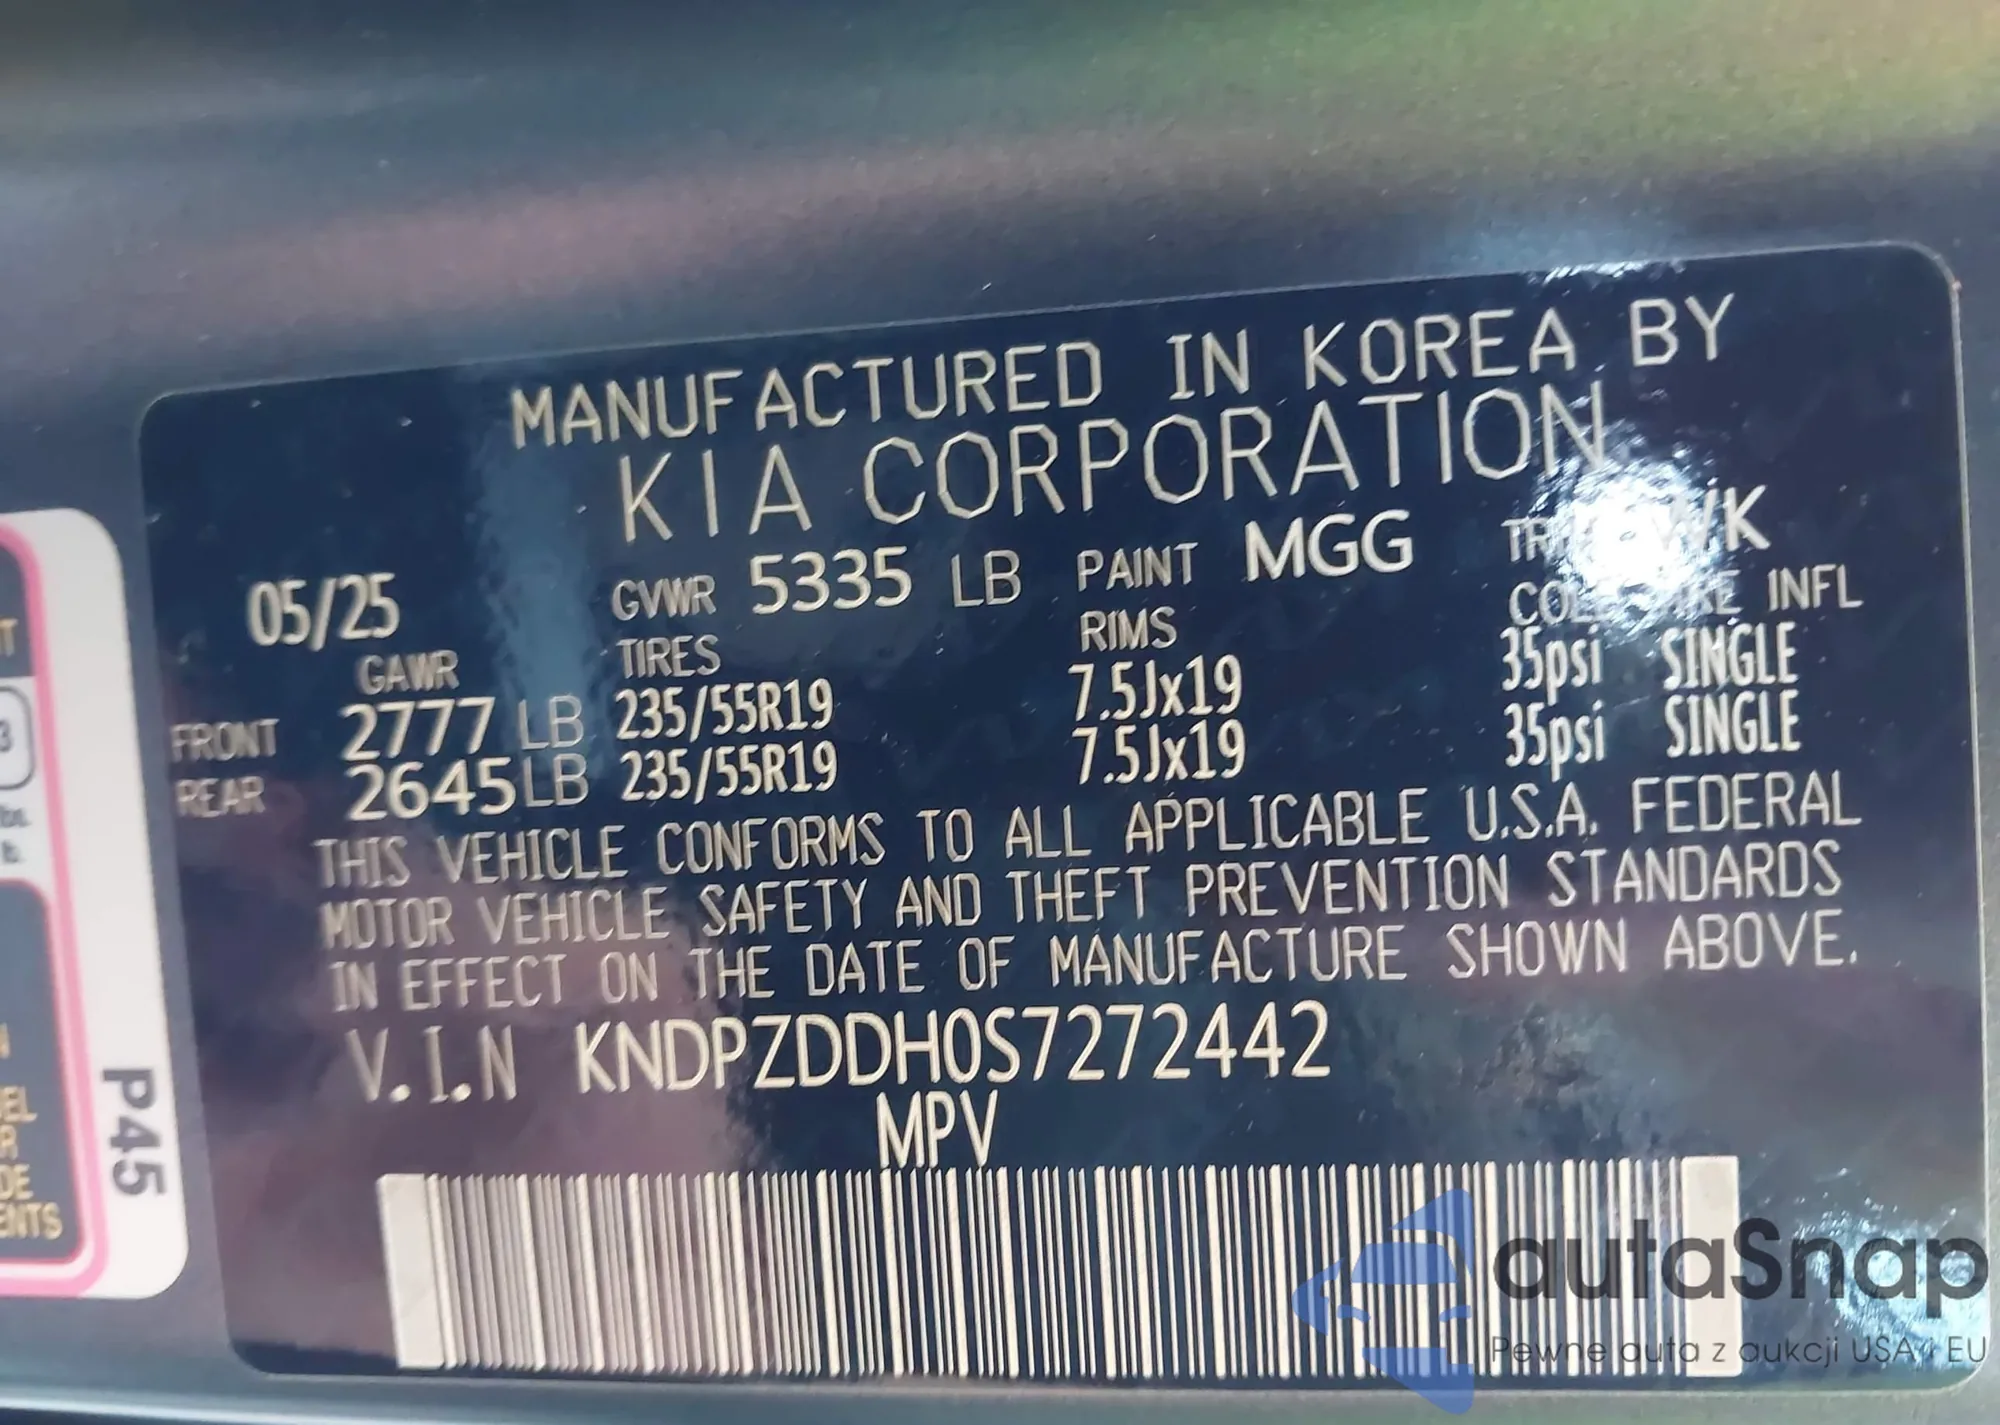 MANUFACTURED IN KOREA BY
KIA CORPORATION
05/25 GVWR 5335 LB PAINT MGG
GAWR TIRES RIMS INFL
FRONT 2777 LB 235/55R19 7.5Jx19 35psi SINGLE
REAR 2645 LB 235/55R19 7.5Jx19 35psi SINGLE
THIS VEHICLE CONFORMS TO ALL APPLICABLE U.S.A. FEDERAL
MOTOR VEHICLE SAFETY AND THEFT PREVENTION STANDARDS
IN EFFECT ON THE DATE OF MANUFACTURE SHOWN ABOVE.
V.I.N KNDPZDDH0S7272442
MPV
P45
autaSnap
Pewne auta z aukcji USA i EU